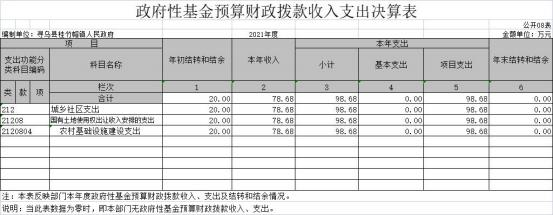 政府性基金预算财政拨款收入支出决算表
公开08表
编制单位：寻乌县桂竹帽镇人民政府 2021年度 金额单位：万元
项 目 年初结转和结余 本年收入 本年支出 年末结转和结余
支出功能分类科目编码 科目名称 小计 基本支出 项目支出
类 款 项 栏次 1 2 3 4 5 6
合计 20.00 78.68 98.68 0.00 98.68 0.00
212 城乡社区支出 20.00 78.68 98.68 0.00 98.68 0.00
21208 国有土地使用权出让收入安排的支出 20.00 78.68 98.68 0.00 98.68 0.00
2120804 农村基础设施建设支出 20.00 78.68 98.68 0.00 98.68 0.00
注：本表反映部门本年度政府性基金预算财政拨款收入、支出及结转和结余情况。
说明：当此表数据为零时，即本部门无政府性基金预算财政拨款收入、支出。